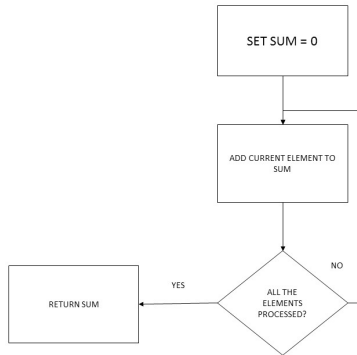 SET SUM = 0
ADD CURRENT ELEMENT TO
SUM
NO
YES
ALL THE
ELEMENTS
PROCESSED?
RETURN SUM